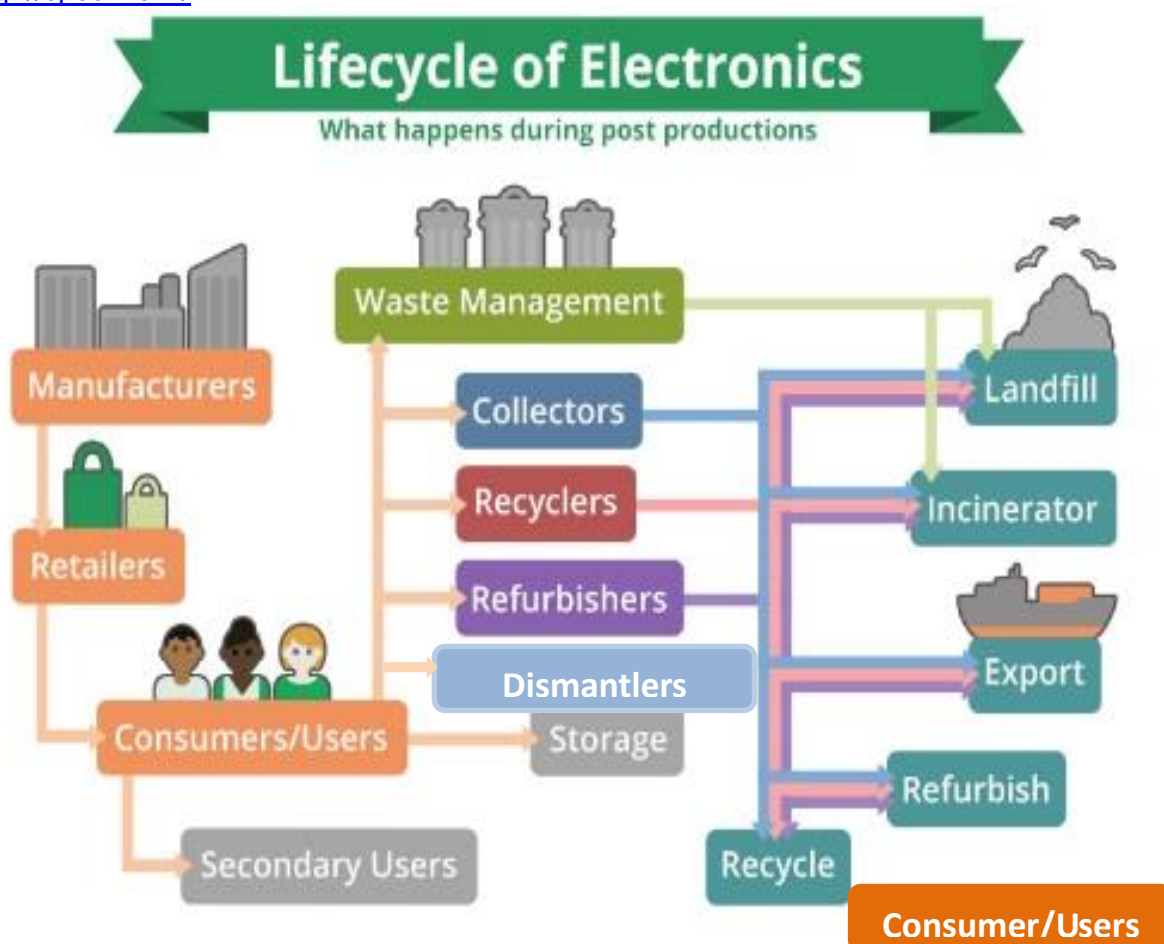 Lifecycle of Electronics
What happens during post productions
Waste Management
Manufacturers
Landfill
Collectors
Recyclers
Incinerator
Retailers
Refurbishers
Dismantlers
Export
Consumers/Users
Storage
Refurbish
Secondary Users
Recycle
Consumer/Users